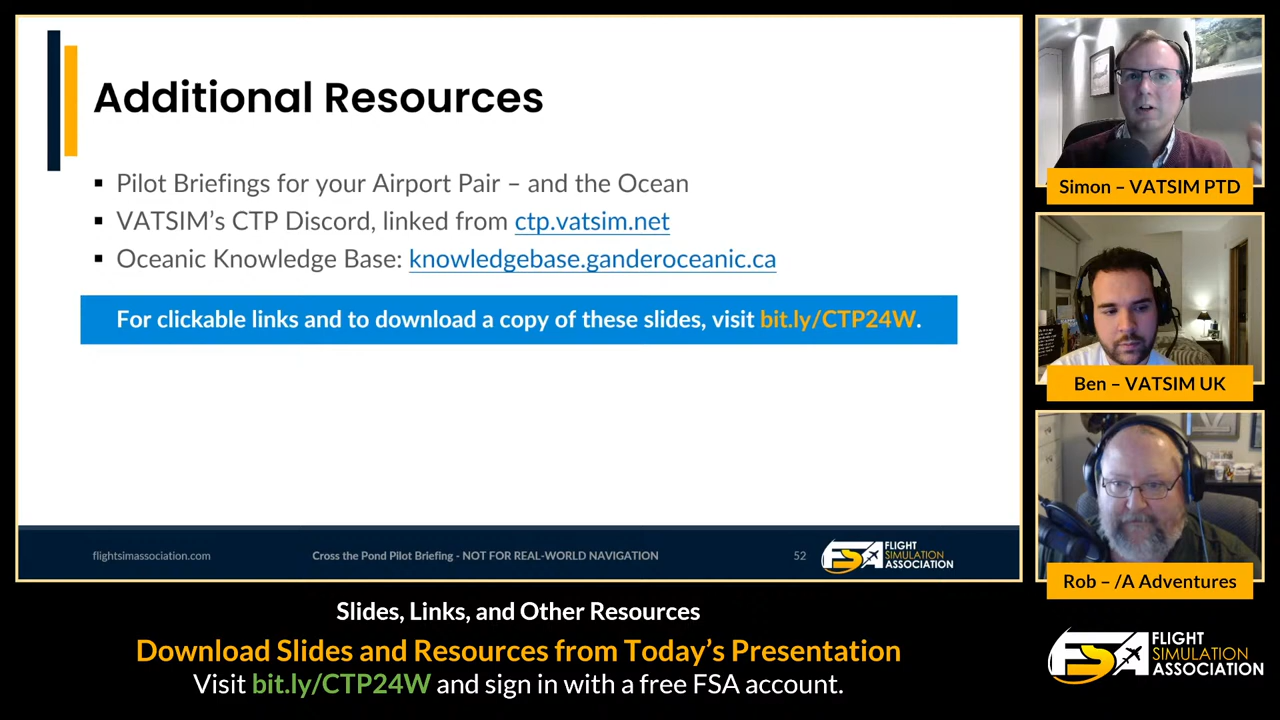 Additional Resources
▪ Pilot Briefings for your Airport Pair – and the Ocean
▪ VATSIM’s CTP Discord, linked from ctp.vatsim.net
▪ Oceanic Knowledge Base: knowledgebase.ganderoceanic.ca
For clickable links and to download a copy of these slides, visit bit.ly/CTP24W.
flightsimassociation.com
Cross the Pond Pilot Briefing - NOT FOR REAL-WORLD NAVIGATION
52
FSA FLIGHT
SIMULATION
ASSOCIATION
Simon – VATSIM PTD
Ben – VATSIM UK
Rob – /A Adventures
Slides, Links, and Other Resources
Download Slides and Resources from Today’s Presentation
Visit bit.ly/CTP24W and sign in with a free FSA account.
FSA FLIGHT
SIMULATION
ASSOCIATION